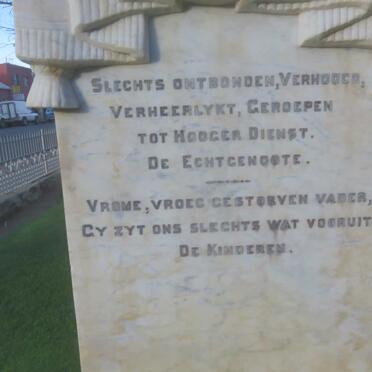 Slechts ontbonden, Verhoogd,
Verheerlykt, Geroepen
tot Hooger Dienst.
De Echtgenoote.
Vrome, vroeg gestorven Vader,
Gy zyt ons slechts wat vooruit
De Kinderen.